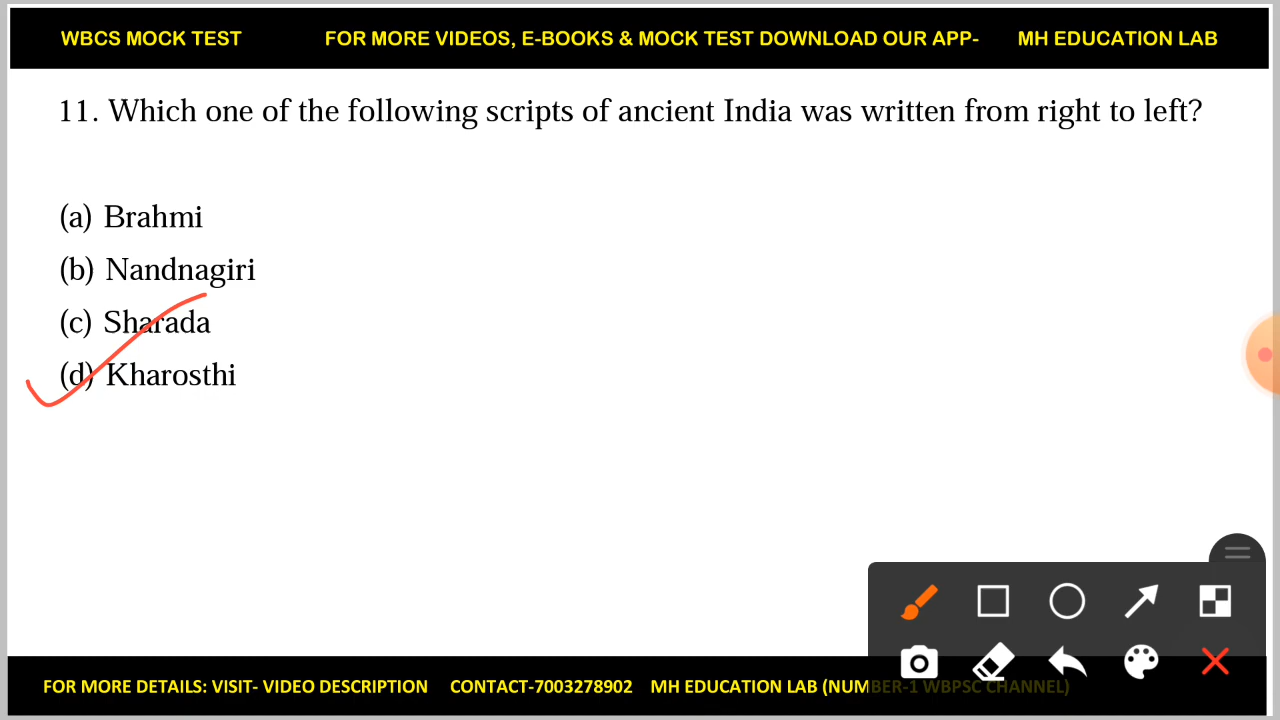 WBCS MOCK TEST FOR MORE VIDEOS, E-BOOKS & MOCK TEST DOWNLOAD OUR APP- MH EDUCATION LAB
11. Which one of the following scripts of ancient India was written from right to left?
(a) Brahmi
(b) Nandnagiri
(c) Sharada
(d) Kharosthi
FOR MORE DETAILS: VISIT- VIDEO DESCRIPTION CONTACT-7003278902 MH EDUCATION LAB (NUMBER-1 WBPSC CHANNEL)